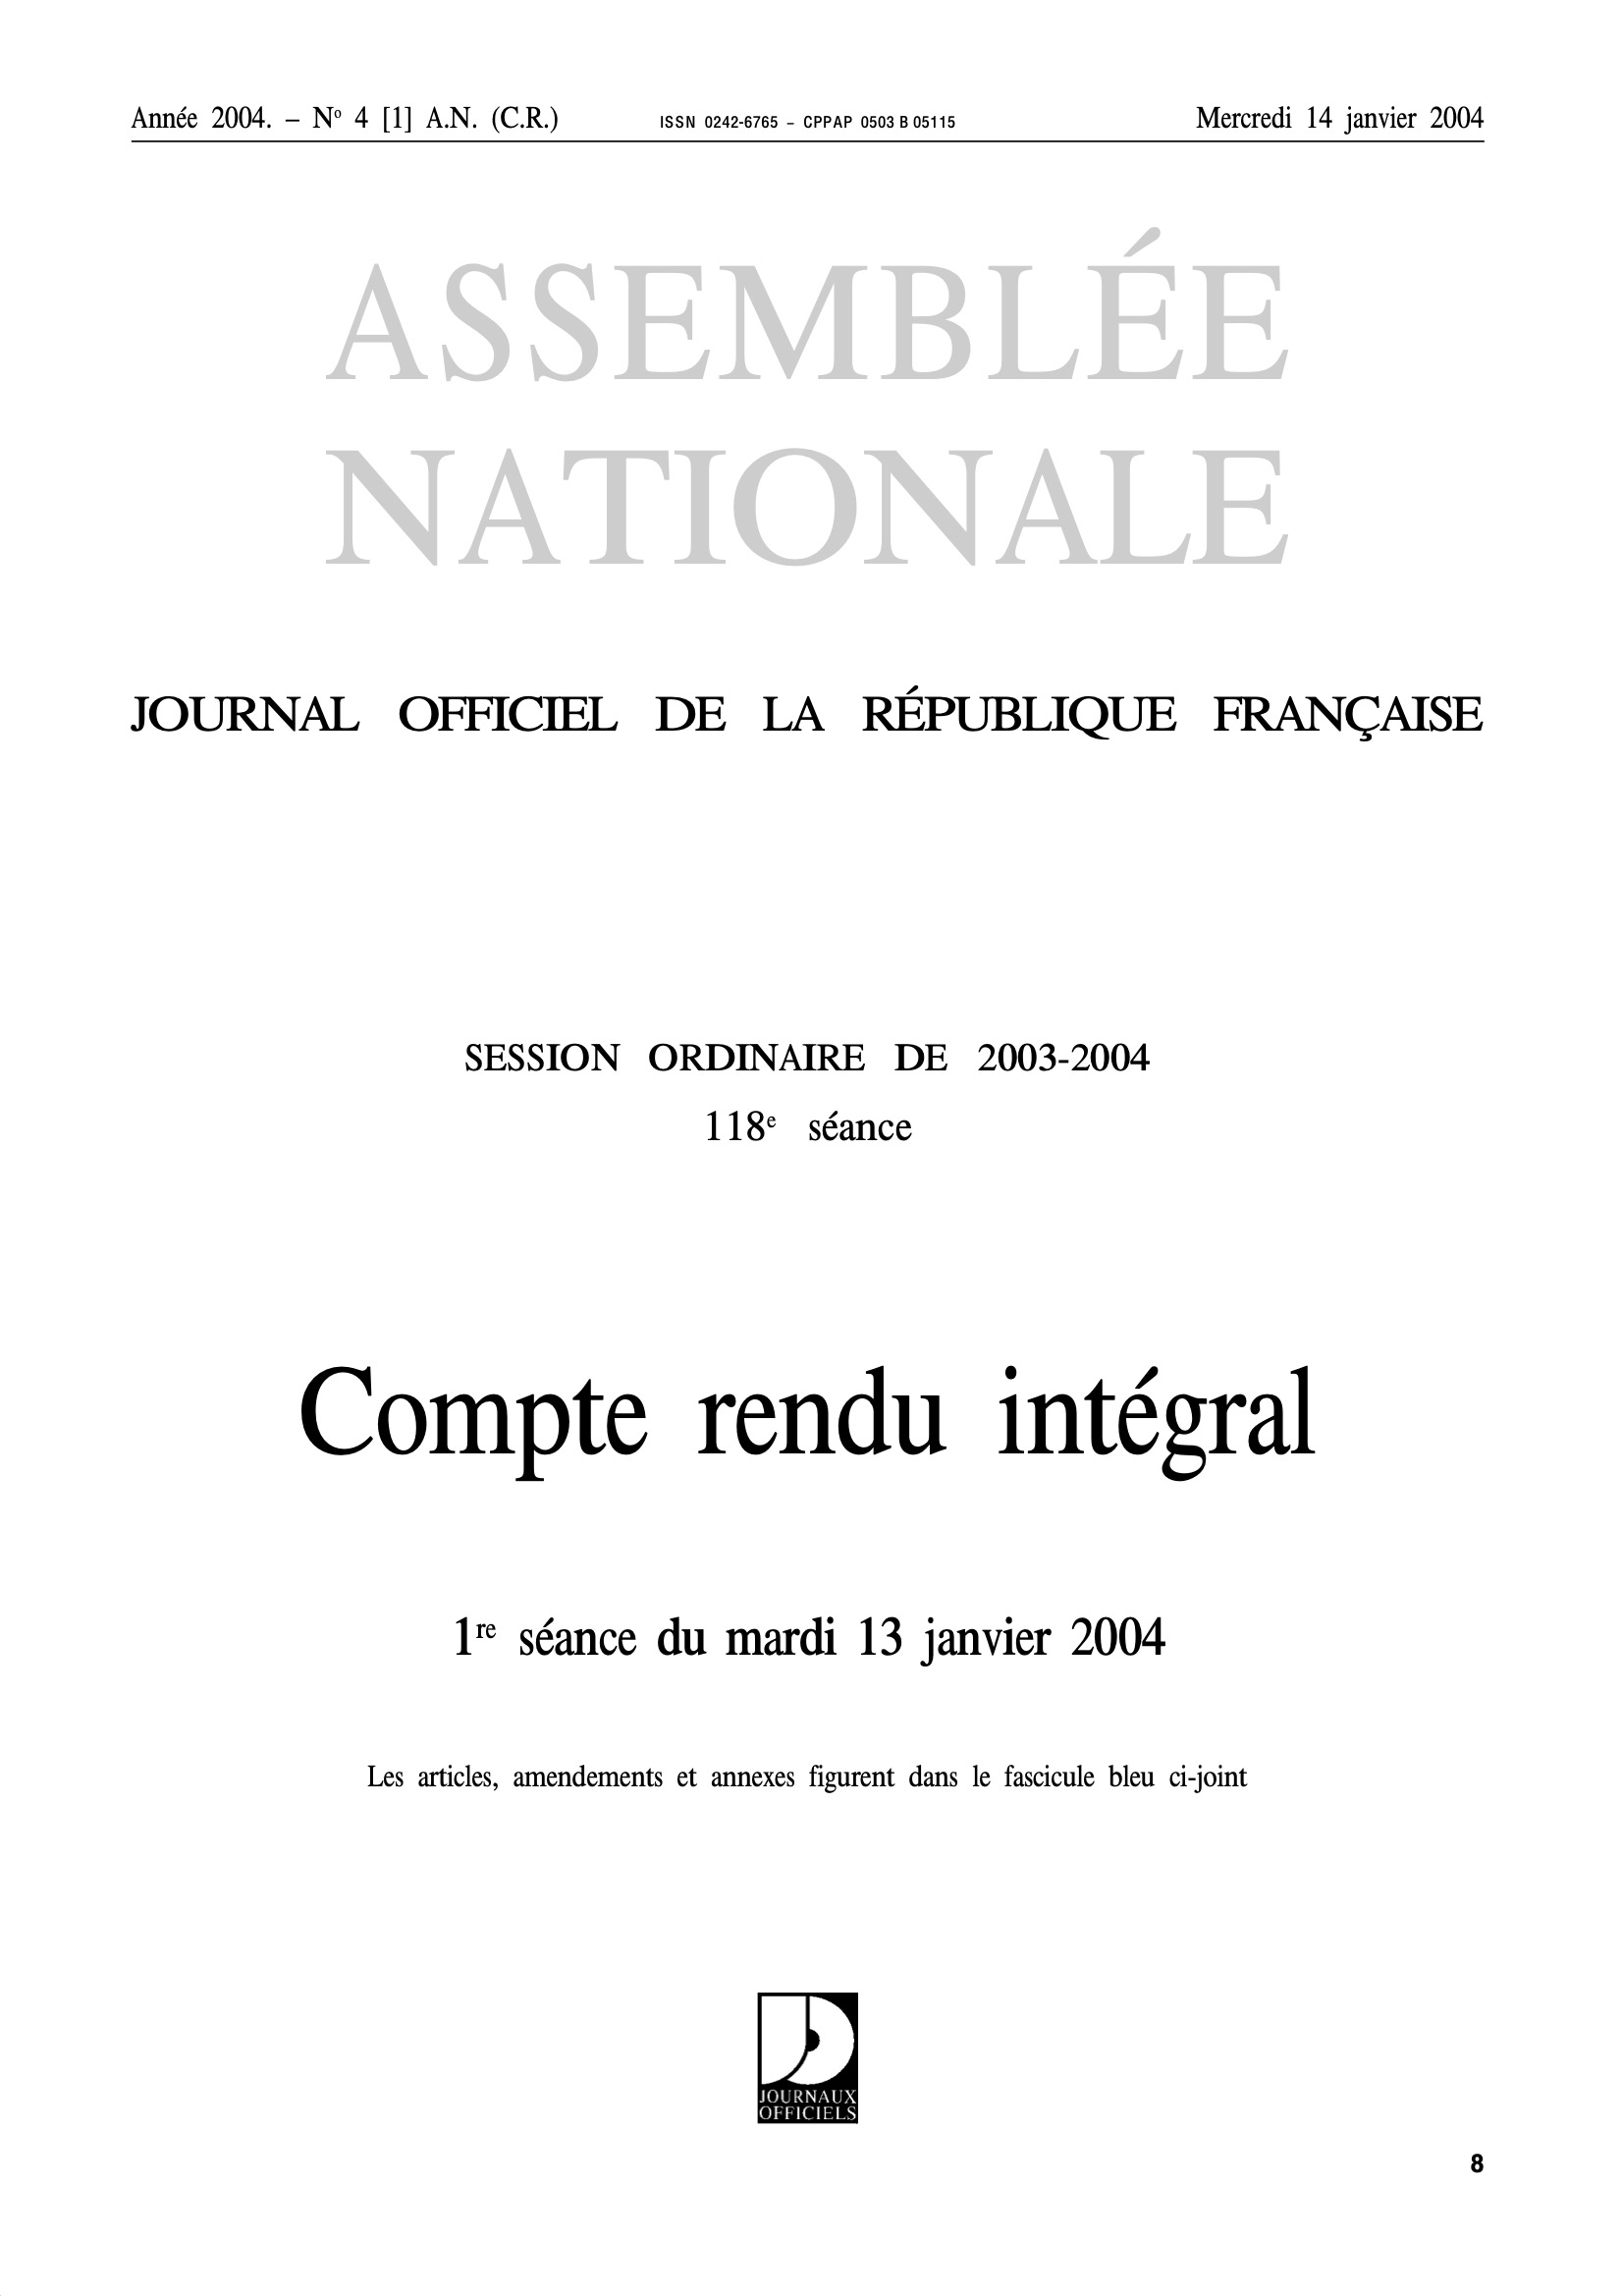 Année 2004. – Nº 4 [1] A.N. (C.R.) ISSN 0242-6765 – CPPAP 0503 B 05115 Mercredi 14 janvier 2004
ASSEMBLÉE
NATIONALE
JOURNAL OFFICIEL DE LA RÉPUBLIQUE FRANÇAISE
SESSION ORDINAIRE DE 2003-2004
118e séance
Compte rendu intégral
1re séance du mardi 13 janvier 2004
Les articles, amendements et annexes figurent dans le fascicule bleu ci-joint
JOURNAUX
OFFICIELS
8